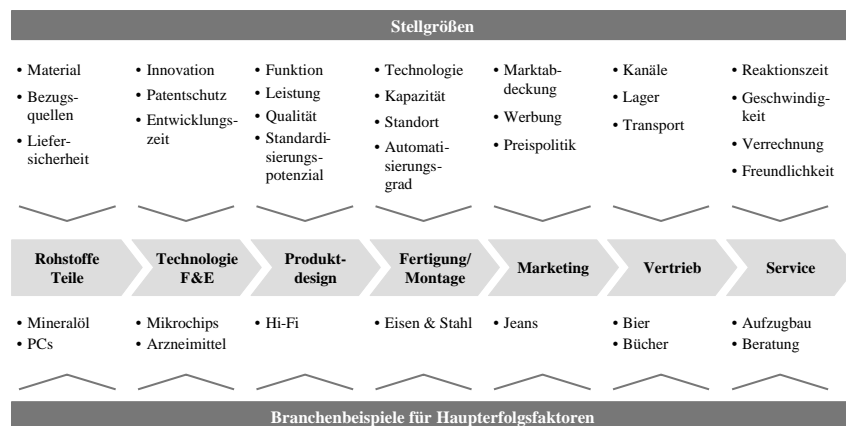 Stellgrößen
• Material
• Bezugs-
quellen
• Liefer-
sicherheit
• Innovation
• Patentschutz
• Entwicklungs-
zeit
• Funktion
• Leistung
• Qualität
• Standardi-
sierungs-
potenzial
• Technologie
• Kapazität
• Standort
• Automati-
sierungs-
grad
• Marktab-
deckung
• Werbung
• Preispolitik
• Kanäle
• Lager
• Transport
• Reaktionszeit
• Geschwindig-
keit
• Verrechnung
• Freundlichkeit
Rohstoffe
Teile
Technologie
F&E
Produkt-
design
Fertigung/
Montage
Marketing
Vertrieb
Service
• Mineralöl
• PCs
• Mikrochips
• Arzneimittel
• Hi-Fi
• Eisen & Stahl
• Jeans
• Bier
• Bücher
• Aufzugbau
• Beratung
Branchenbeispiele für Haupterfolgsfaktoren